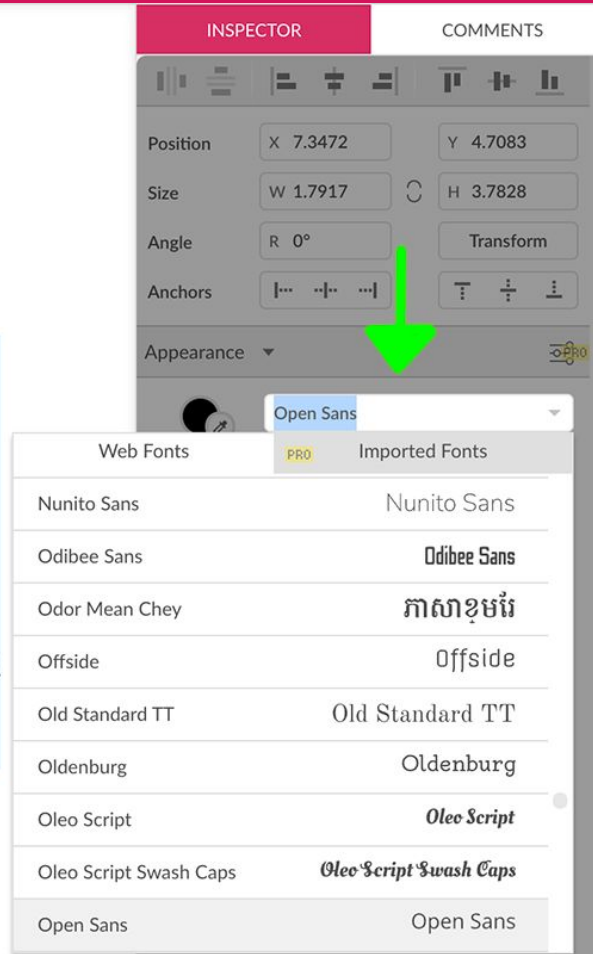 INSPECTOR COMMENTS
Position X 7.3472 Y 4.7083
Size W 1.7917 H 3.7828
Angle R 0° Transform
Anchors
Appearance PRO
Open Sans
Web Fonts PRO Imported Fonts
Nunito Sans Nunito Sans
Odibee Sans Odibee Sans
Odor Mean Chey ភាសាខ្មែរ
Offside Offside
Old Standard TT Old Standard TT
Oldenburg Oldenburg
Oleo Script Oleo Script
Oleo Script Swash Caps Oleo Script Swash Caps
Open Sans Open Sans